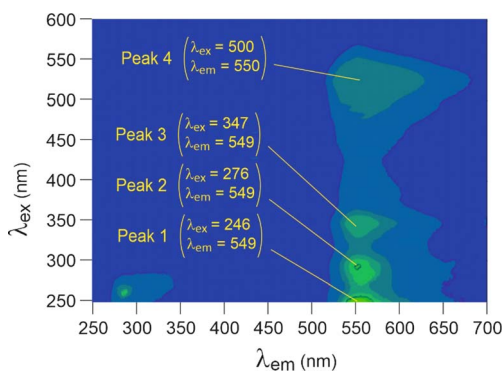 600
550
500
450
400
350
300
250
λex (nm)
Peak 4 (λex = 500
λem = 550)
Peak 3 (λex = 347
λem = 549)
Peak 2 (λex = 276
λem = 549)
Peak 1 (λex = 246
λem = 549)
250 300 350 400 450 500 550 600 650 700
λem (nm)